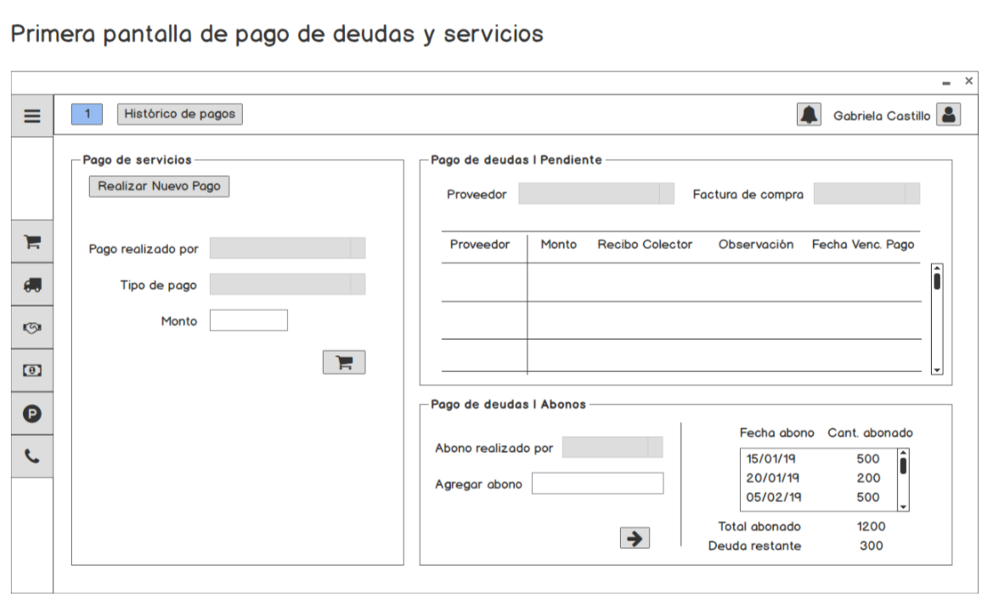 Primera pantalla de pago de deudas y servicios
1 Histórico de pagos Gabriela Castillo
Pago de servicios
Realizar Nuevo Pago
Pago realizado por
Tipo de pago
Monto
Pago de deudas | Pendiente
Proveedor Factura de compra
Proveedor Monto Recibo Colector Observación Fecha Venc. Pago
Pago de deudas | Abonos
Abono realizado por
Agregar abono
Fecha abono Cant. abonado
15/01/19 500
20/01/19 200
05/02/19 500
Total abonado 1200
Deuda restante 300
P